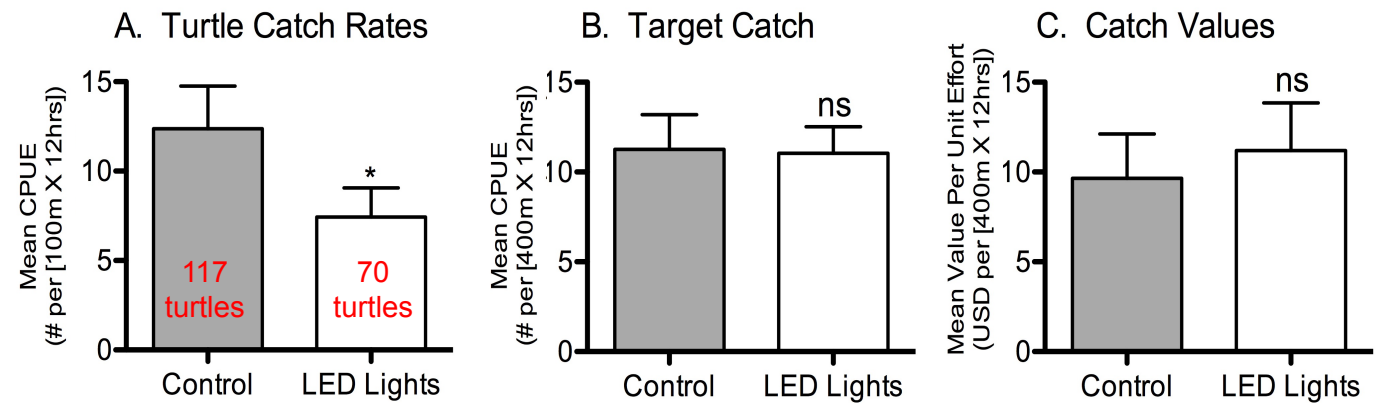 A. Turtle Catch Rates
Mean CPUE
(# per [100m X 12hrs])
15
10
5
0
*
117
turtles
70
turtles
Control
LED Lights
B. Target Catch
Mean CPUE
(# per [400m X 12hrs])
15
10
5
0
ns
Control
LED Lights
C. Catch Values
Mean Value Per Unit Effort
(USD per [400m X 12hrs])
15
10
5
0
ns
Control
LED Lights